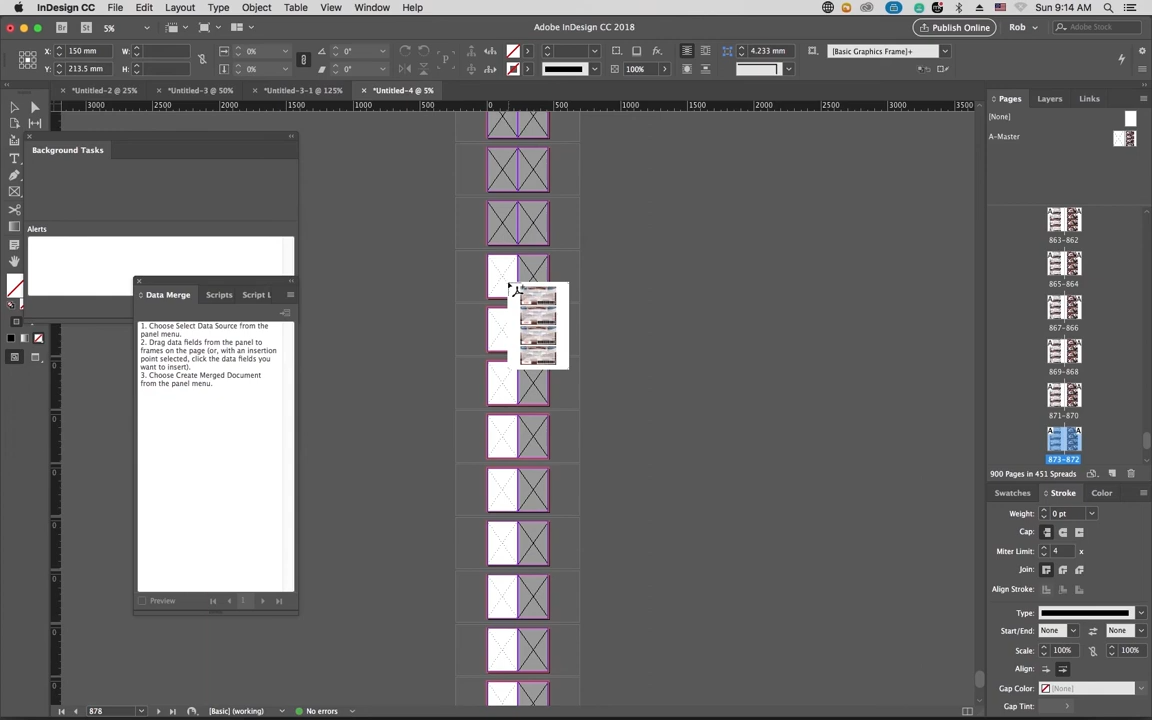 InDesign CC File Edit Layout Type Object Table View Window Help Sun 9:14 AM
Br St 5% Adobe InDesign CC 2018 Publish Online Rob Adobe Stock
X: 150 mm W: 0% 0° P fx. 4.233 mm [Basic Graphics Frame]+
Y: 213.5 mm H: 0% 0° 100%
*Untitled-2 @ 25% *Untitled-3 @ 50% *Untitled-3-1 @ 125% *Untitled-4 @ 5%
3000 2500 2000 1500 1000 500 0 500 1000 1500 2000 2500 3000 3500
Background Tasks
Alerts
Data Merge Scripts Script L
1. Choose Select Data Source from the
panel menu.
2. Drag data fields from the panel to
frames on the page (or, with an insertion
point selected, click the data fields you
want to insert).
3. Choose Create Merged Document
from the panel menu.
Preview 1
Pages Layers Links
[None]
A-Master
863-862
865-864
867-866
869-868
871-870
873-872
900 Pages in 451 Spreads
Swatches Stroke Color
Weight: 0 pt
Cap:
Miter Limit: 4 x
Join:
Align Stroke:
Type:
Start/End: None None
Scale: 100% 100%
Align:
Gap Color: [None]
Gap Tint:
878 [Basic] (working) No errors